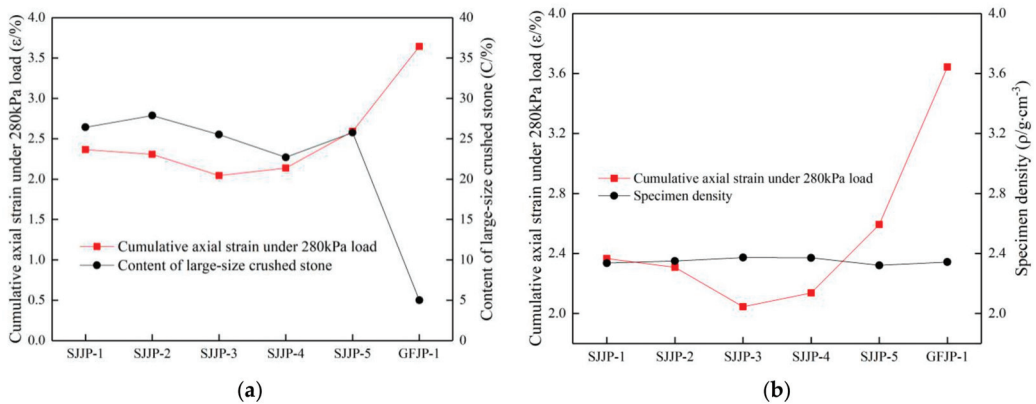 Cumulative axial strain under 280kPa load (ε/%)
4.0
3.5
3.0
2.5
2.0
1.5
1.0
0.5
0.0
40
35
30
25
20
15
10
5
0
Content of large-size crushed stone (C/%)
Cumulative axial strain under 280kPa load
Content of large-size crushed stone
SJJP-1 SJJP-2 SJJP-3 SJJP-4 SJJP-5 GFJP-1
(a)
Cumulative axial strain under 280kPa load (ε/%)
4.0
3.6
3.2
2.8
2.4
2.0
4.0
3.6
3.2
2.8
2.4
2.0
Specimen density (ρ/g·cm⁻³)
Cumulative axial strain under 280kPa load
Specimen density
SJJP-1 SJJP-2 SJJP-3 SJJP-4 SJJP-5 GFJP-1
(b)